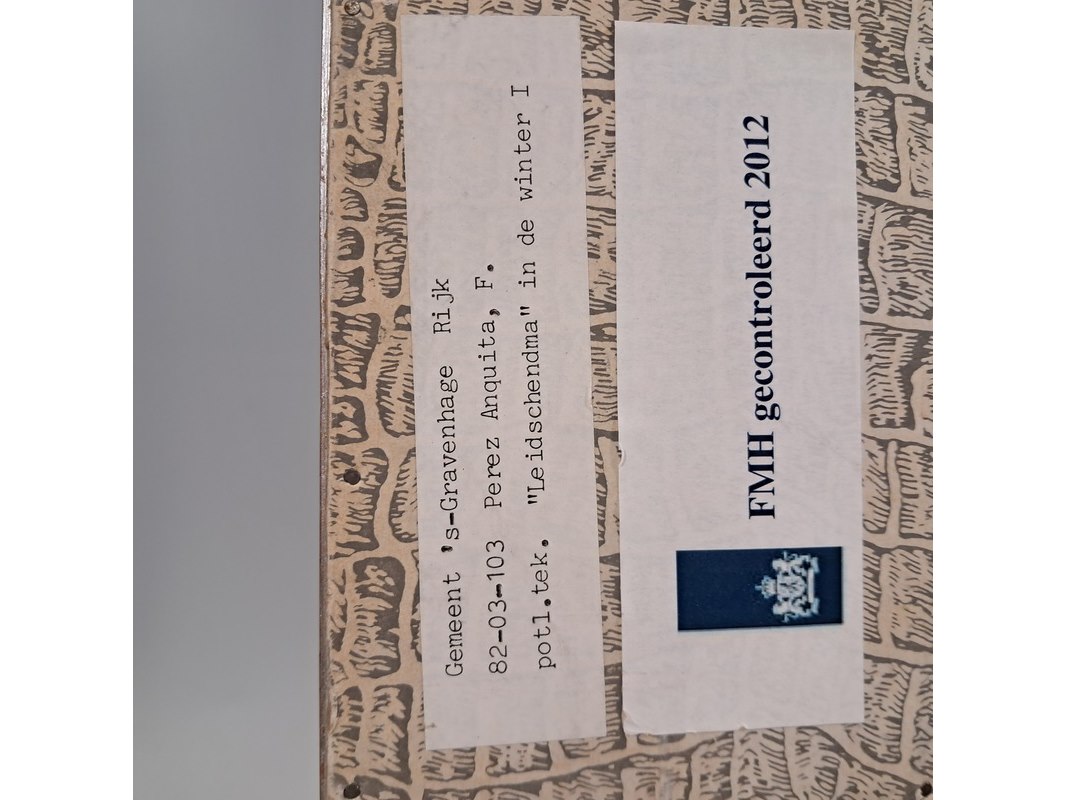 Gemeent 's-Gravenhage Rijk
82-03-103 Perez Anquita, F.
potl.tek. "Leidschendma" in de winter I
FMH gecontroleerd 2012